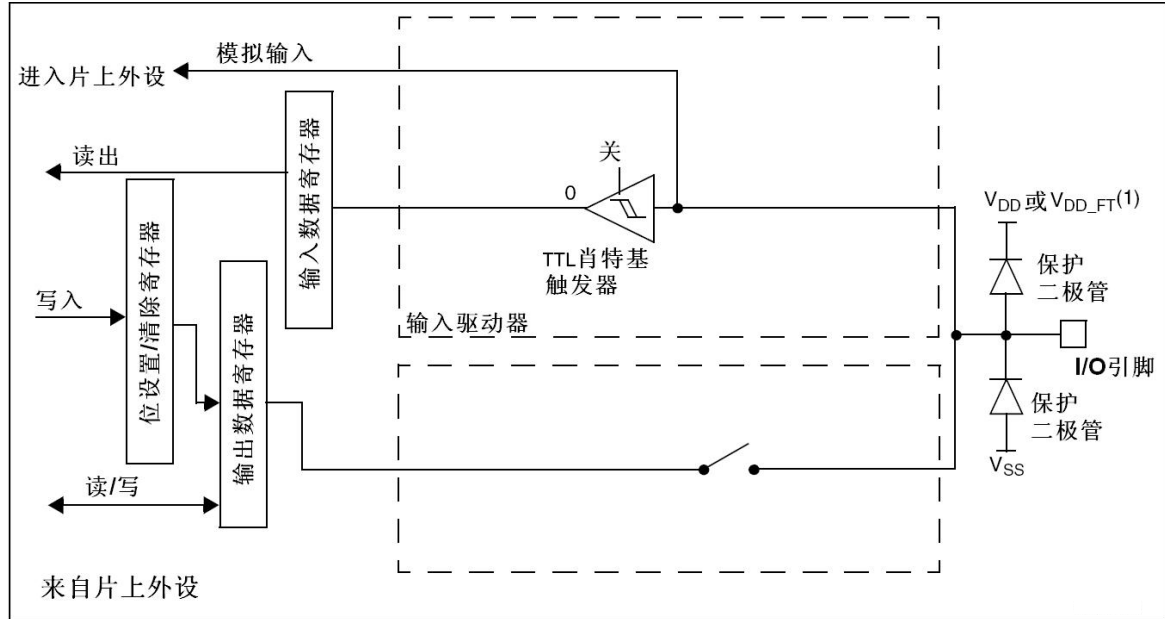 模拟输入
进入片上外设
输入数据寄存器
读出
关
0
TTL肖特基
触发器
VDD或VDD_FT(1)
保护
二极管
位设置/清除寄存器
写入
输出数据寄存器
输入驱动器
I/O引脚
保护
二极管
VSS
读/写
来自片上外设